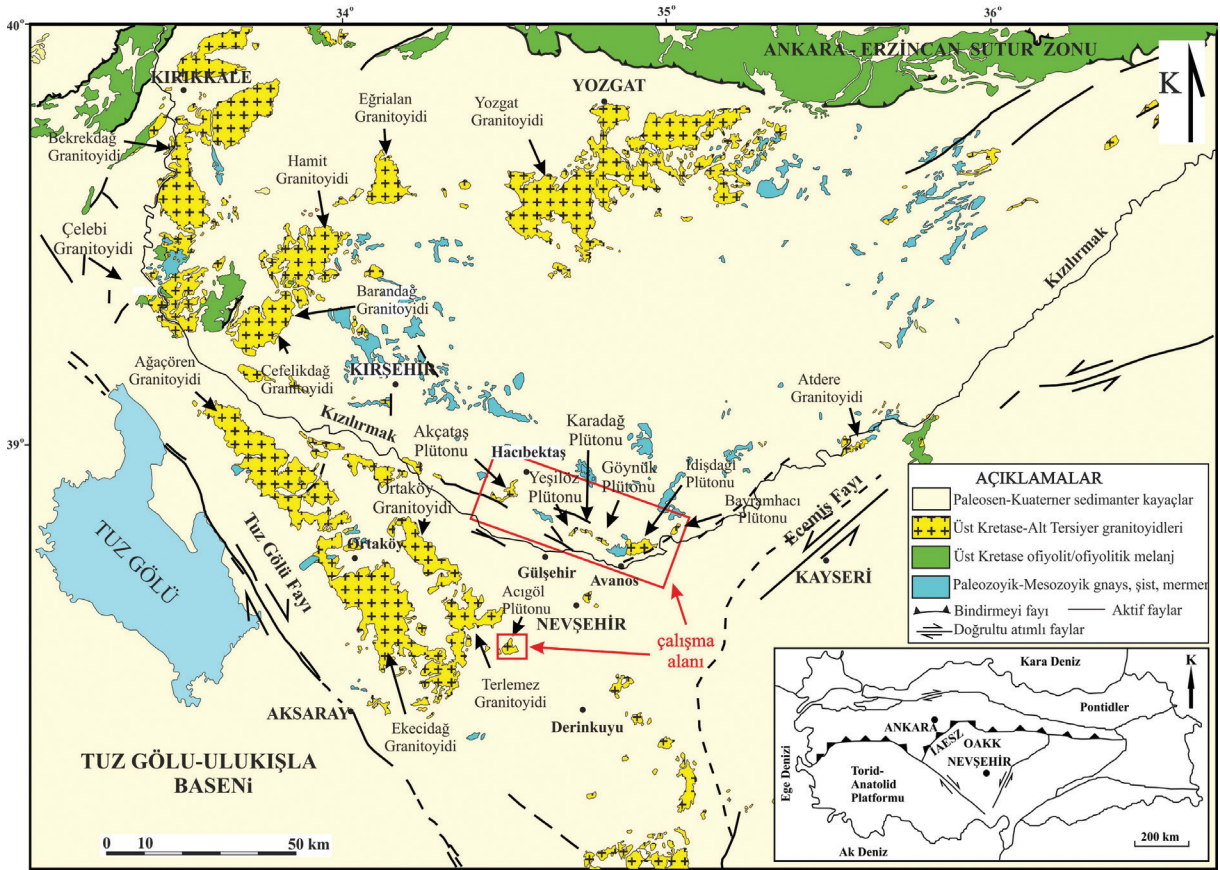 34
35
36
40°
39
ANKARA - ERZİNCAN SUTUR ZONU
K
KIRIKKALE
YOZGAT
Eğrialan
Granitoyidi
Yozgat
Granitoyidi
Bekrekdağ
Granitoyidi
Hamit
Granitoyidi
Çelebi
Granitoyidi
Kızılırmak
Barandağ
Granitoyidi
Ağaçören
Granitoyidi
Çefelikdağ
Granitoyidi
KIRŞEHİR
Atdere
Granitoyidi
Kızılırmak
Karadağ
Plütonu
Akçataş
Plütonu
Hacıbektaş
Yeşilöz
Plütonu
Göynük
Plütonu
İdişdağı
Plütonu
Bayramhacı
Plütonu
Ortaköy
Granitoyidi
Ecemiş Fayı
TUZ GÖLÜ
Tuz Gölü Fayı
Ortaköy
Gülşehir
Avanos
KAYSERİ
Acıgöl
Plütonu
NEVŞEHİR
çalışma
alanı
Terlemez
Granitoyidi
AKSARAY
Ekecidağ
Granitoyidi
Derinkuyu
TUZ GÖLU-ULUKIŞLA
BASENi
0 10 50 km
AÇIKLAMALAR
Paleosen-Kuaterner sedimanter kayaçlar
Üst Kretase-Alt Tersiyer granitoyidleri
Üst Kretase ofiyolit/ofiyolitik melanj
Paleozoyik-Mesozoyik gnays, şist, mermer
Bindirmeyi fayı Aktif faylar
Doğrultu atımlı faylar
Kara Deniz
K
Pontidler
ANKARA
IAESZ
OAKK
NEVŞEHİR
Ege Denizi
Torid-
Anatolid
Platformu
Ak Deniz
200 km